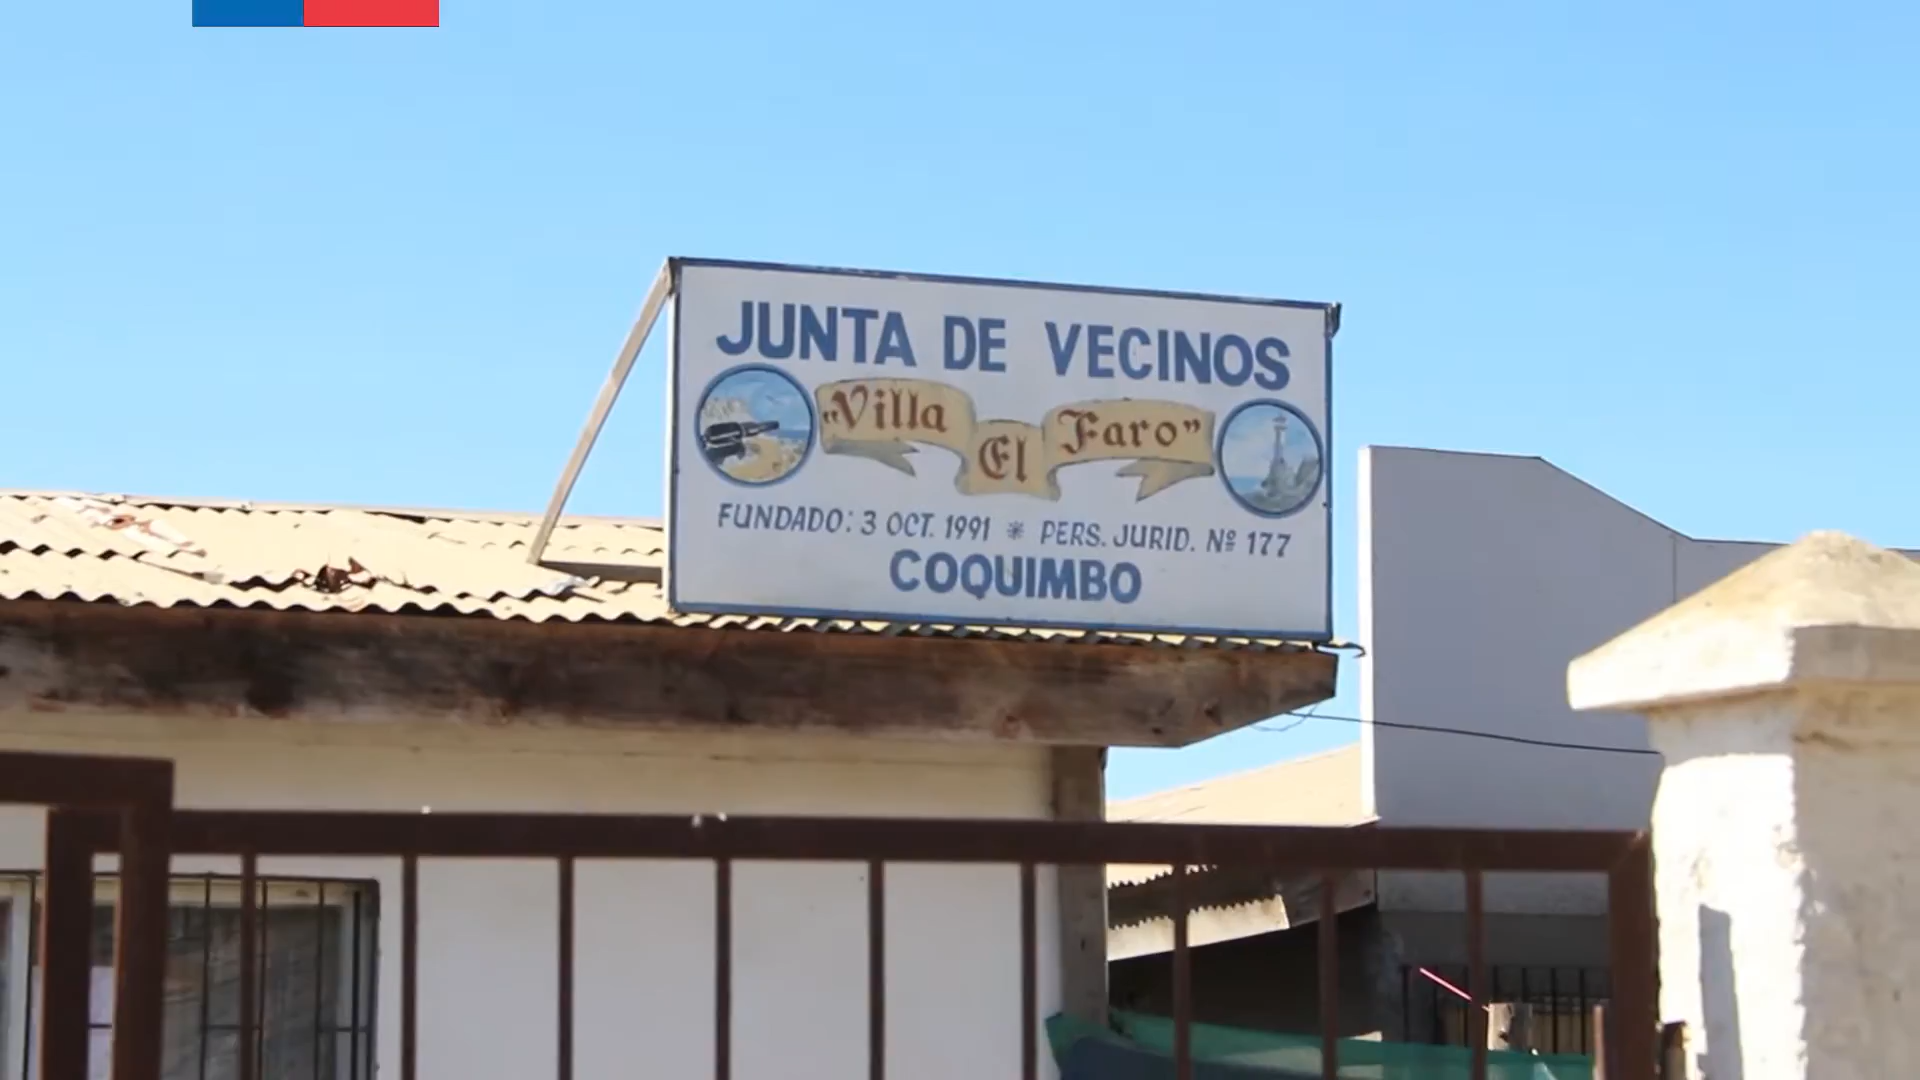 JUNTA DE VECINOS
"Villa El Faro"
FUNDADO: 3 OCT. 1991 * PERS. JURID. Nº 177
COQUIMBO